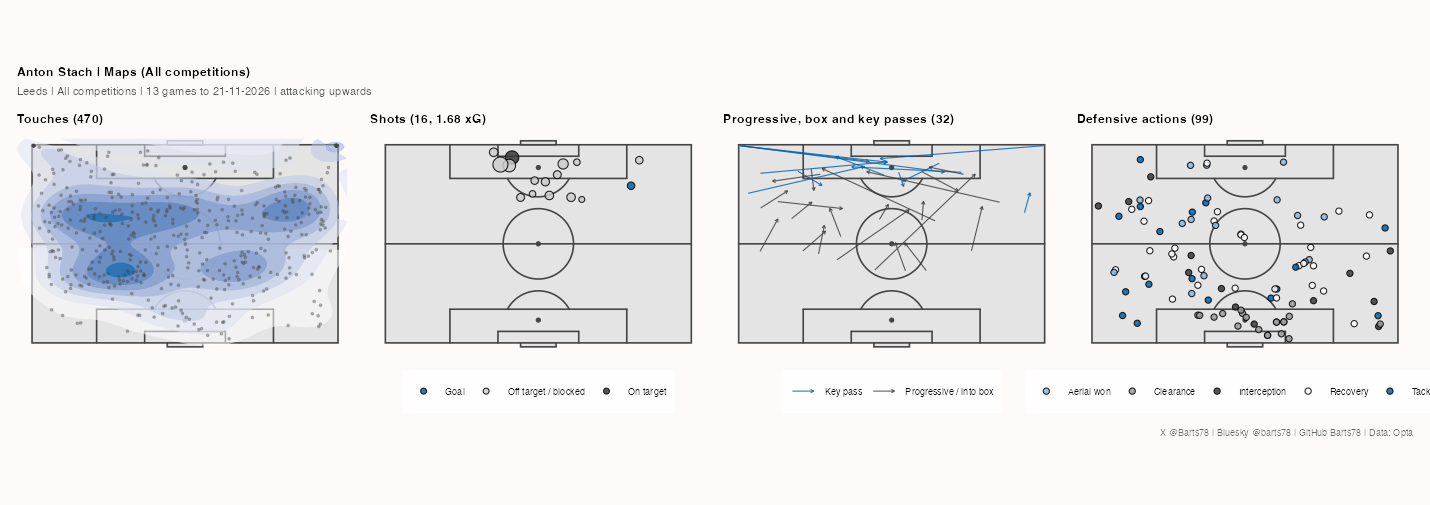 Anton Stach | Maps (All competitions)
Leeds | All competitions | 13 games to 21-11-2026 | attacking upwards
Touches (470)
Shots (16, 1.68 xG)
Progressive, box and key passes (32)
Defensive actions (99)
Goal
Off target / blocked
On target
Key pass
Progressive / into box
Aerial won
Clearance
Interception
Recovery
Tack
X @Barts78 | Bluesky @barts78 | GitHub Barts78 | Data: Opta